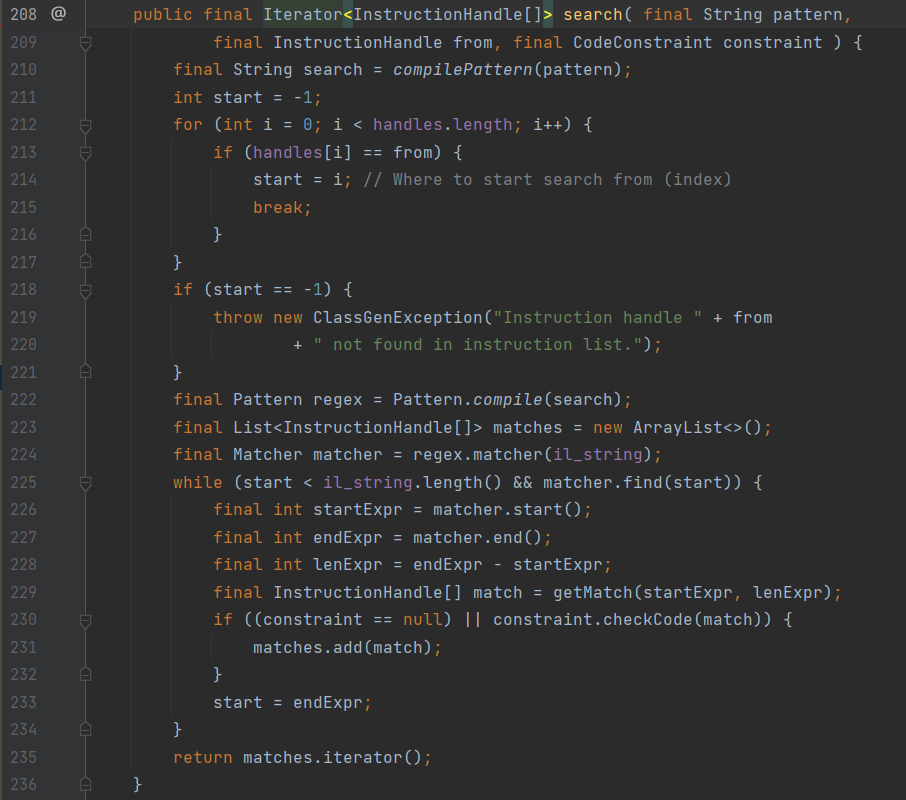 208 @ public final Iterator<InstructionHandle[]> search( final String pattern,
209 final InstructionHandle from, final CodeConstraint constraint ) {
210 final String search = compilePattern(pattern);
211 int start = -1;
212 for (int i = 0; i < handles.length; i++) {
213 if (handles[i] == from) {
214 start = i; // Where to start search from (index)
215 break;
216 }
217 }
218 if (start == -1) {
219 throw new ClassGenException("Instruction handle " + from
220 + " not found in instruction list.");
221 }
222 final Pattern regex = Pattern.compile(search);
223 final List<InstructionHandle[]> matches = new ArrayList<>();
224 final Matcher matcher = regex.matcher(il_string);
225 while (start < il_string.length() && matcher.find(start)) {
226 final int startExpr = matcher.start();
227 final int endExpr = matcher.end();
228 final int lenExpr = endExpr - startExpr;
229 final InstructionHandle[] match = getMatch(startExpr, lenExpr);
230 if ((constraint == null) || constraint.checkCode(match)) {
231 matches.add(match);
232 }
233 start = endExpr;
234 }
235 return matches.iterator();
236 }